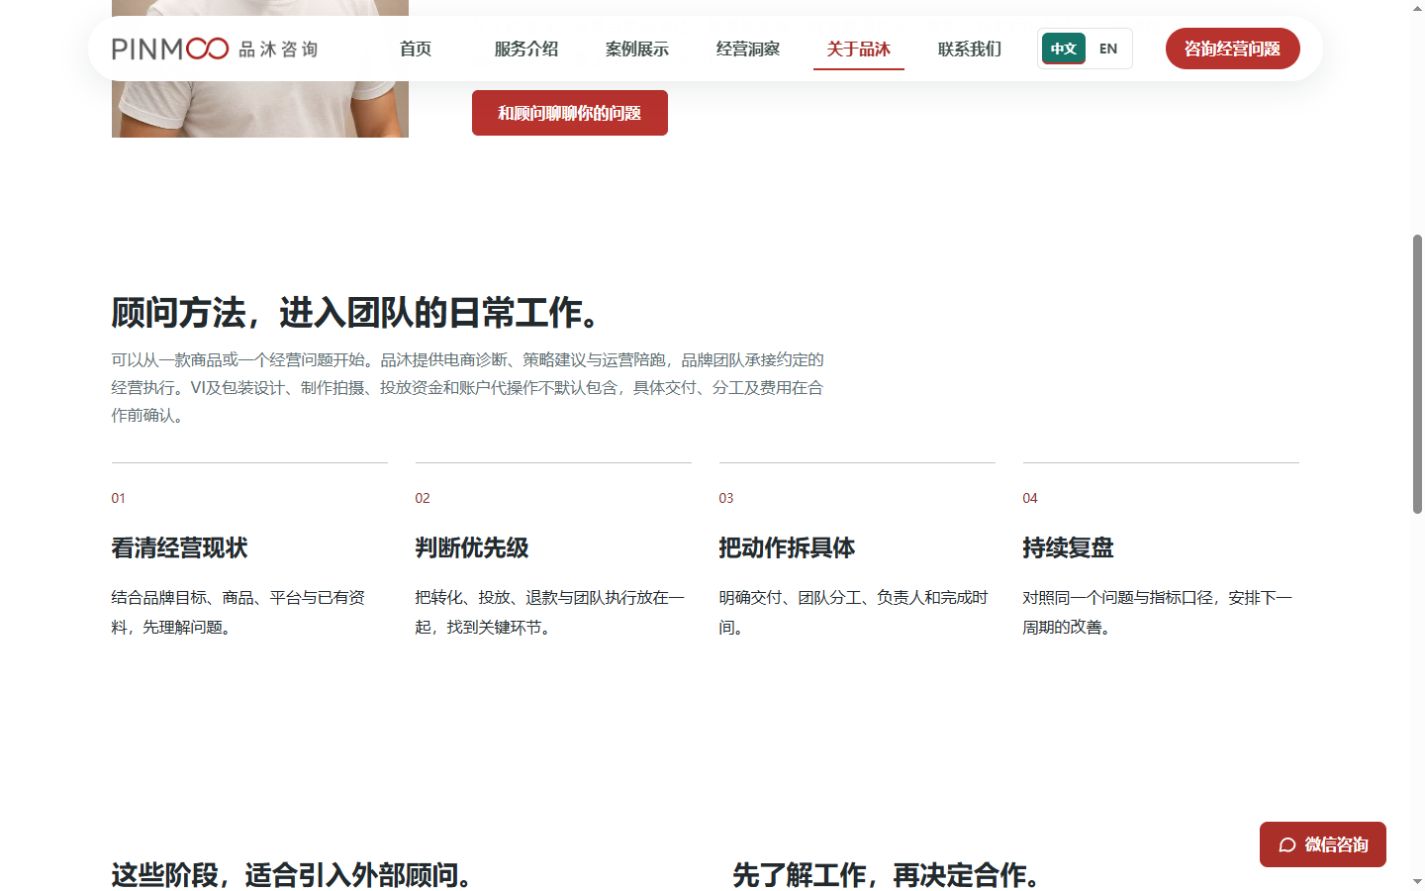 PINMOO 品沐咨询
首页
服务介绍
案例展示
经营洞察
关于品沐
联系我们
中文
EN
咨询经营问题
和顾问聊聊你的问题
顾问方法，进入团队的日常工作。
可以从一款商品或一个经营问题开始。品沐提供电商诊断、策略建议与运营陪跑，品牌团队承接约定的
经营执行。VI及包装设计、制作拍摄、投放资金和账户代操作不默认包含，具体交付、分工及费用在合
作前确认。
01
看清经营现状
结合品牌目标、商品、平台与已有资
料，先理解问题。
02
判断优先级
把转化、投放、退款与团队执行放在一
起，找到关键环节。
03
把动作拆具体
明确交付、团队分工、负责人和完成时
间。
04
持续复盘
对照同一个问题与指标口径，安排下一
周期的改善。
这些阶段，适合引入外部顾问。
先了解工作，再决定合作。
微信咨询